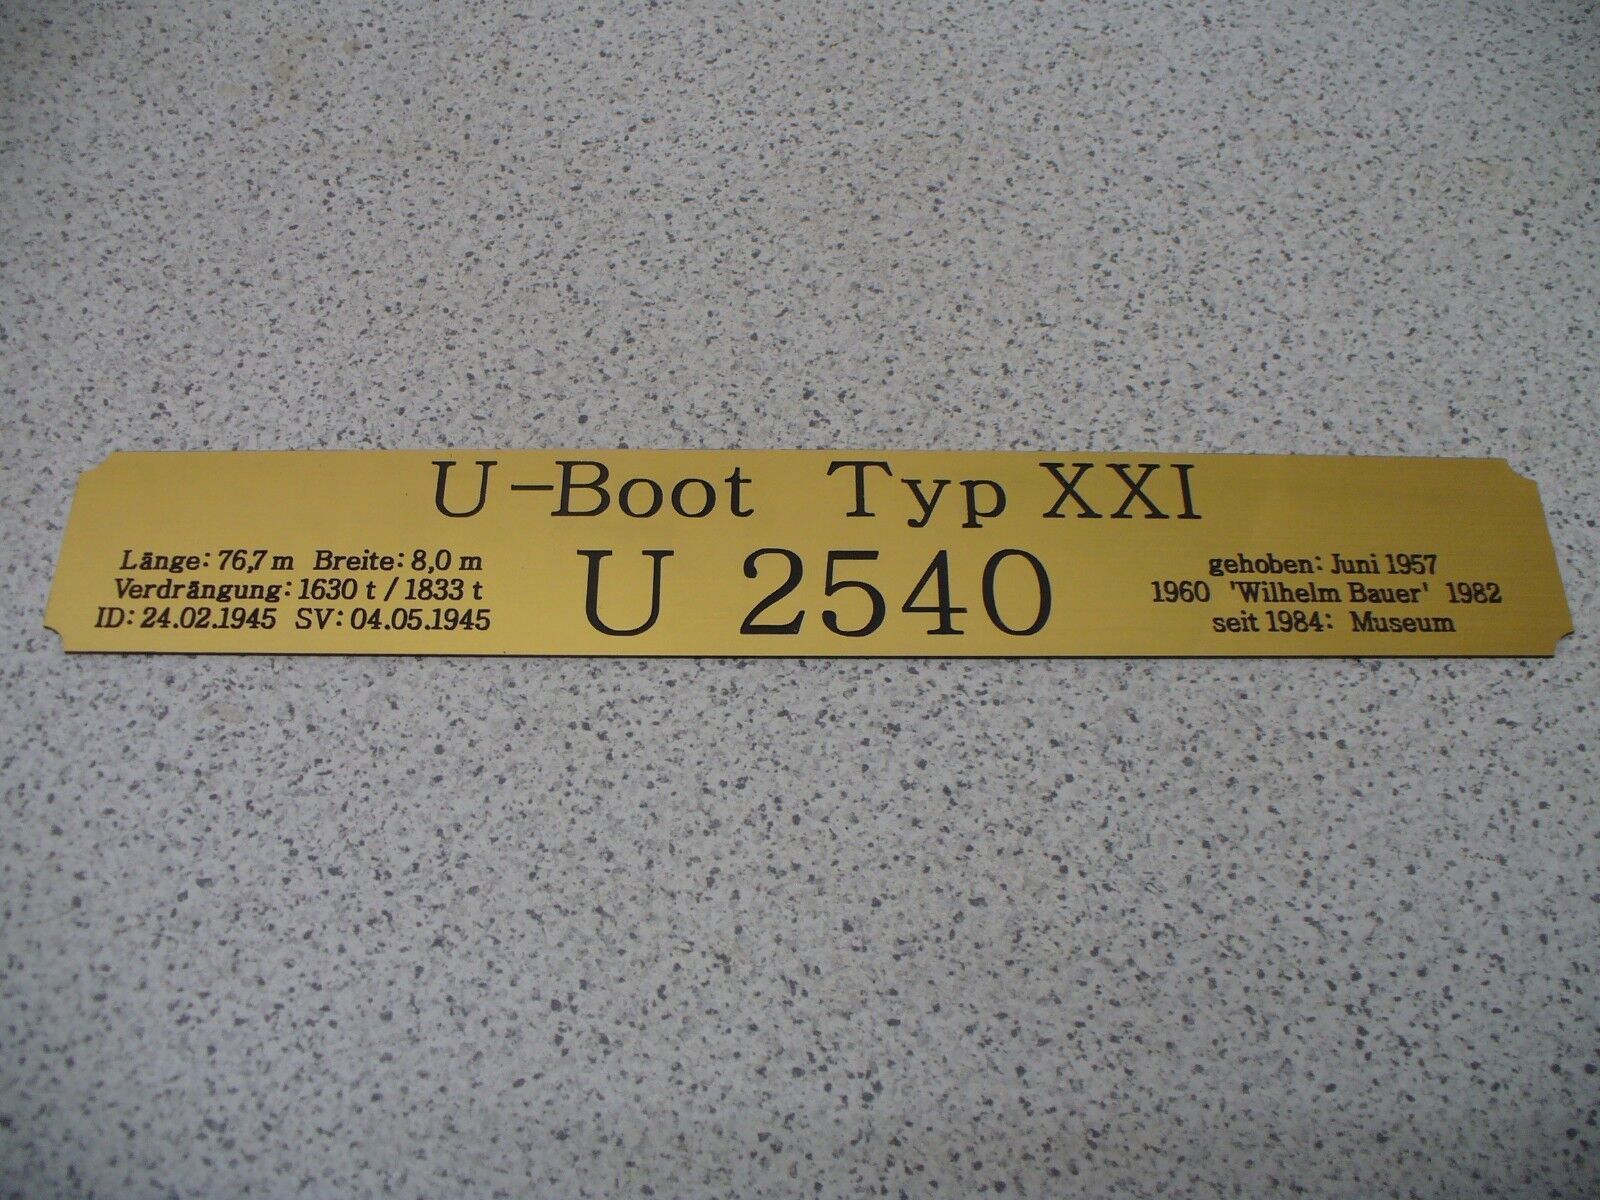 U-Boot Typ XXI
U 2540
Länge: 76,7 m Breite: 8,0 m
Verdrängung: 1630 t / 1833 t
ID: 24.02.1945 SV: 04.05.1945
gehoben: Juni 1957
1960 'Wilhelm Bauer' 1982
seit 1984: Museum